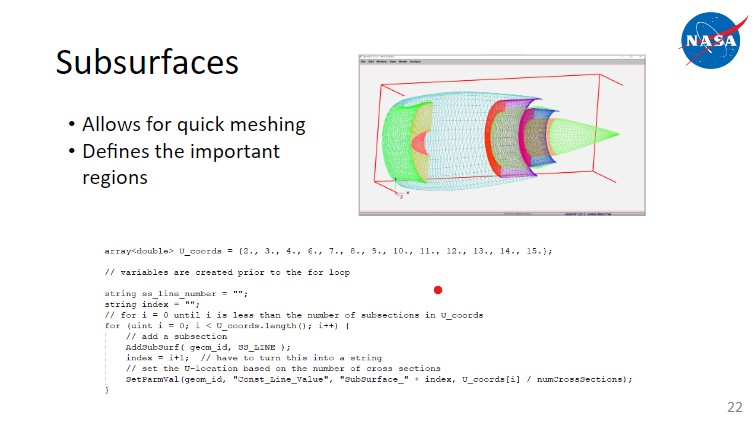 NASA
Subsurfaces
• Allows for quick meshing
• Defines the important
regions
array<double> U_coords = {2., 3., 4., 6., 7., 8., 9., 10., 11., 12., 13., 14., 15.};
// variables are created prior to the for loop
string ss_line_number = "";
string index = "";
// for i = 0 until i is less than the number of subsections in U_coords
for (uint i = 0; i < U_coords.length(); i++) {
// add a subsection
AddSubSurf( geom_id, SS_LINE );
index = i+1; // have to turn this into a string
// set the U-location based on the number of cross sections
SetParmVal(geom_id, "Const_Line_Value", "SubSurface_" + index, U_coords[i] / numCrossSections);
}
22